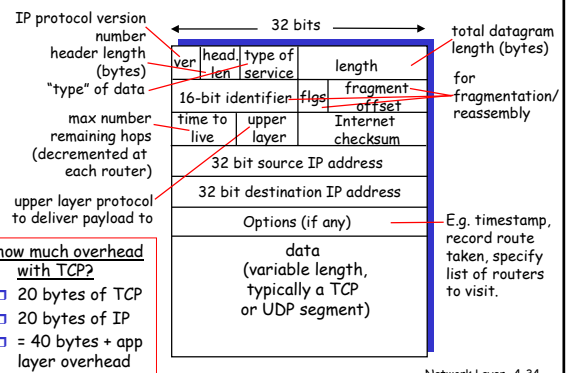 IP protocol version
number
header length
(bytes)
"type" of data
max number
remaining hops
(decremented at
each router)
upper layer protocol
to deliver payload to
how much overhead
with TCP?
20 bytes of TCP
20 bytes of IP
= 40 bytes + app
layer overhead
32 bits
ver
head.
len
type of
service
length
16-bit identifier
flgs
fragment
offset
time to
live
upper
layer
Internet
checksum
32 bit source IP address
32 bit destination IP address
Options (if any)
data
(variable length,
typically a TCP
or UDP segment)
total datagram
length (bytes)
for
fragmentation/
reassembly
E.g. timestamp,
record route
taken, specify
list of routers
to visit.
Network Layer 4-34